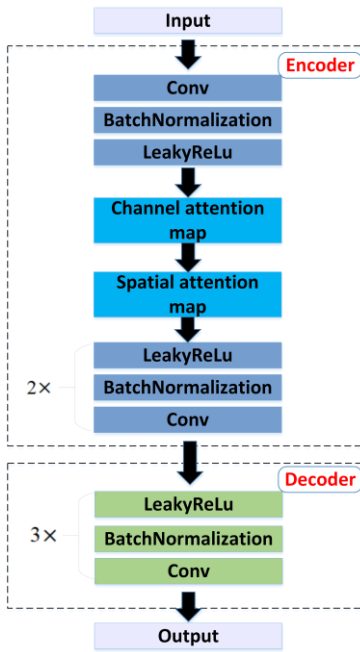 Input
Encoder
Conv
BatchNormalization
LeakyReLu
Channel attention
map
Spatial attention
map
LeakyReLu
2×
BatchNormalization
Conv
Decoder
LeakyReLu
3×
BatchNormalization
Conv
Output